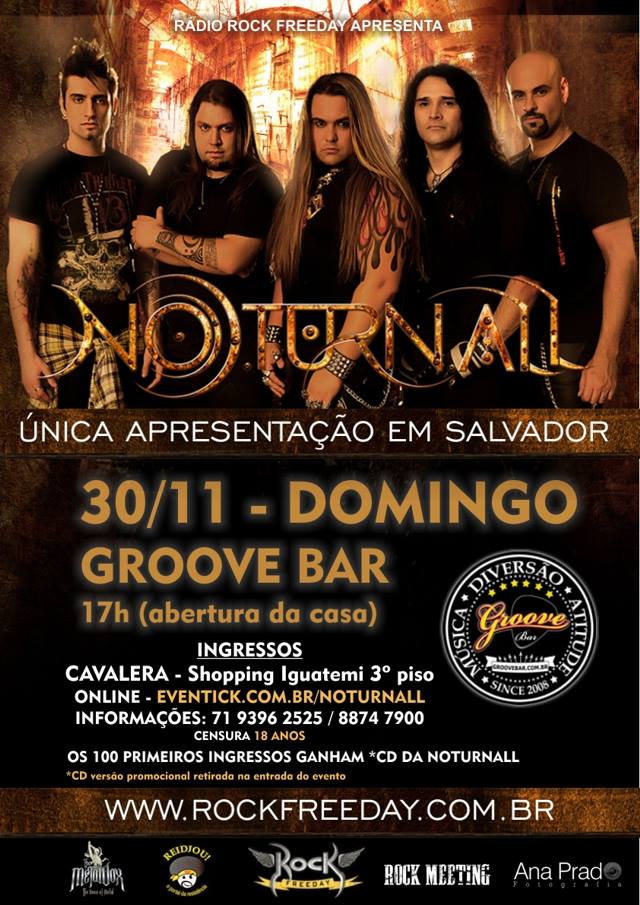 RÁDIO ROCK FREEDAY APRESENTA
NOTURNALL
ÚNICA APRESENTAÇÃO EM SALVADOR
30/11 - DOMINGO
GROOVE BAR
17h (abertura da casa)
MÚSICA • DIVERSÃO • ATITUDE
Groove
Bar
GROOVEBAR.COM.BR
SINCE 2008
INGRESSOS
CAVALERA - Shopping Iguatemi 3º piso
ONLINE - EVENTICK.COM.BR/NOTURNALL
INFORMAÇÕES: 71 9396 2525 / 8874 7900
CENSURA 18 ANOS
OS 100 PRIMEIROS INGRESSOS GANHAM *CD DA NOTURNALL
*CD versão promocional retirada na entrada do evento
WWW.ROCKFREEDAY.COM.BR
Metalvox
REIDJOU!
ROCK
FREEDAY
ROCK MEETING
Ana Prado
Fotografia